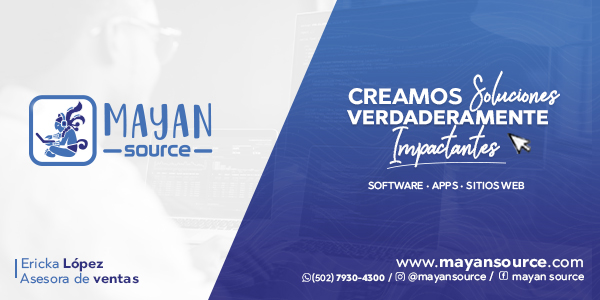 MAYAN
source
Ericka López
Asesora de ventas
CREAMOS Soluciones
VERDADERAMENTE
Impactantes
SOFTWARE · APPS · SITIOS WEB
www.mayansource.com
(502) 7930-4300 / @mayansource / mayan source